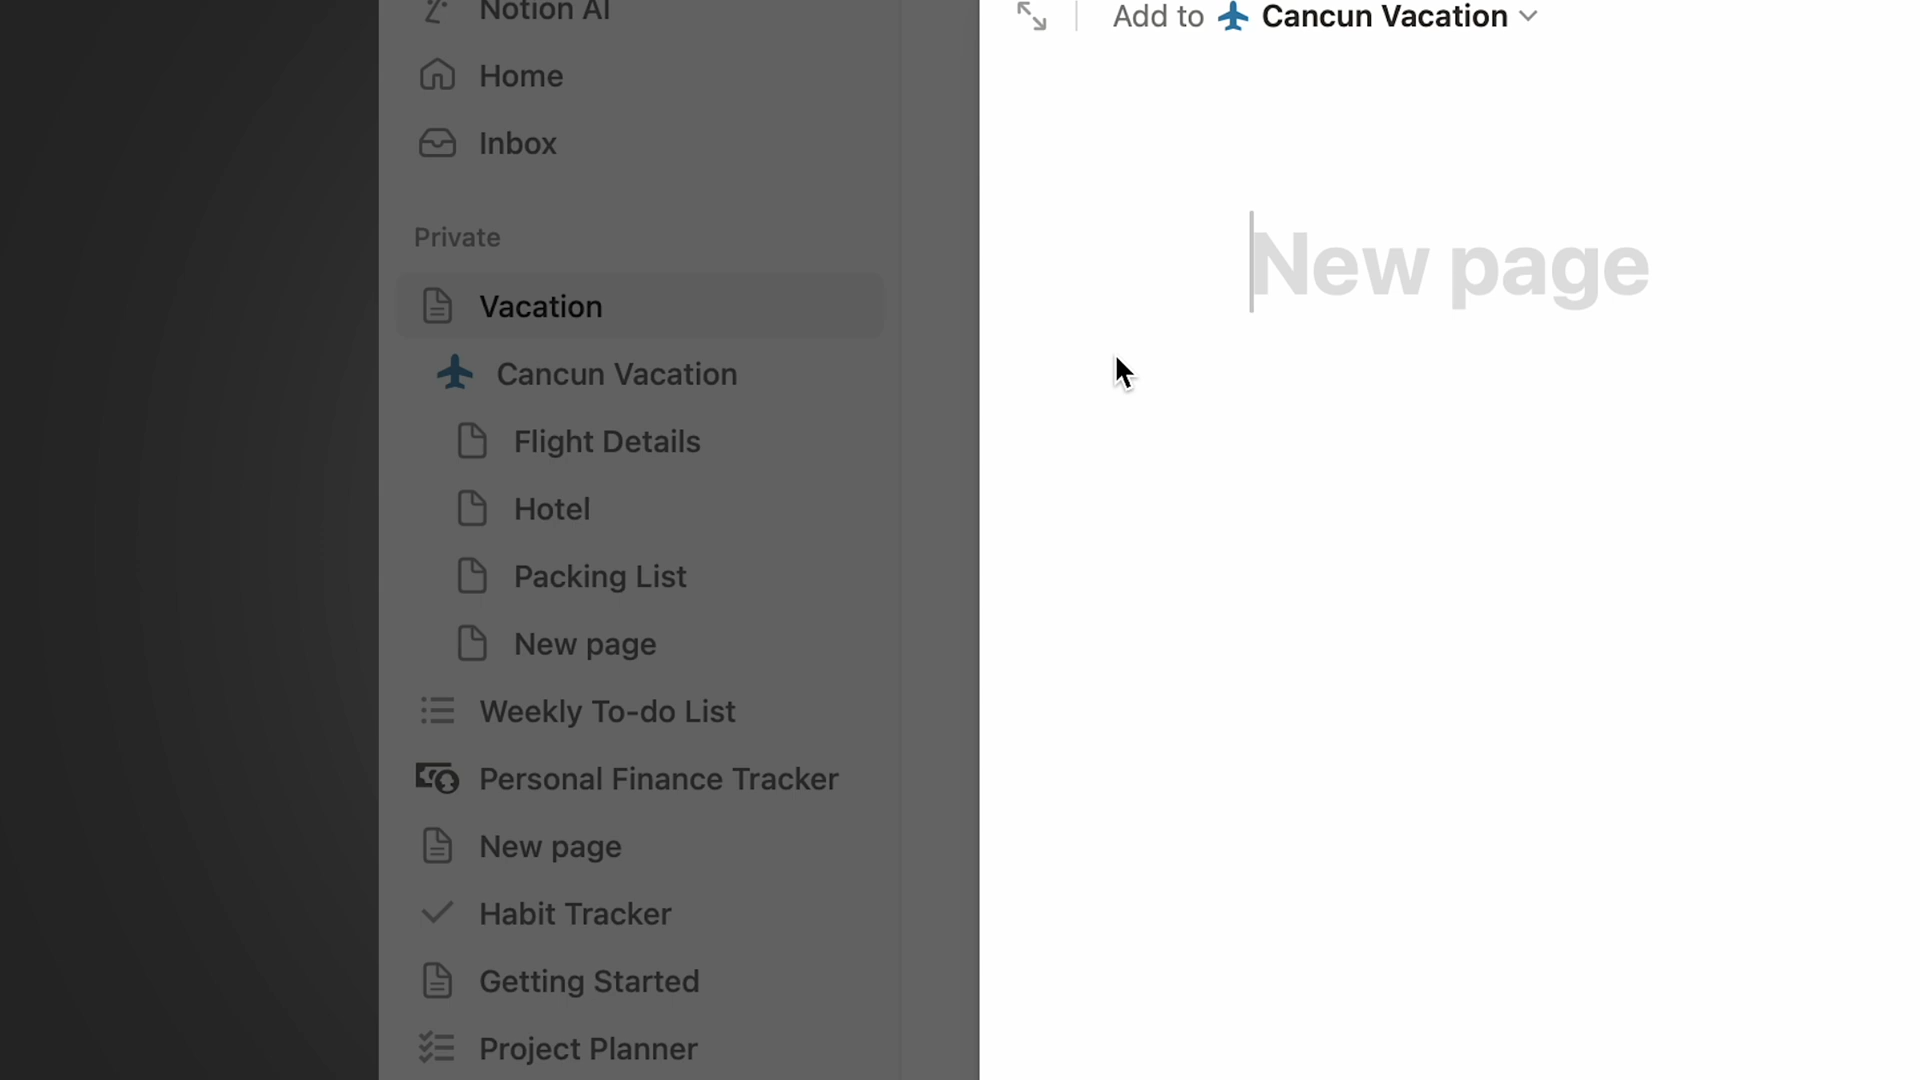 Notion AI
Home
Inbox
Private
Vacation
Cancun Vacation
Flight Details
Hotel
Packing List
New page
Weekly To-do List
Personal Finance Tracker
New page
Habit Tracker
Getting Started
Project Planner
Add to Cancun Vacation
New page